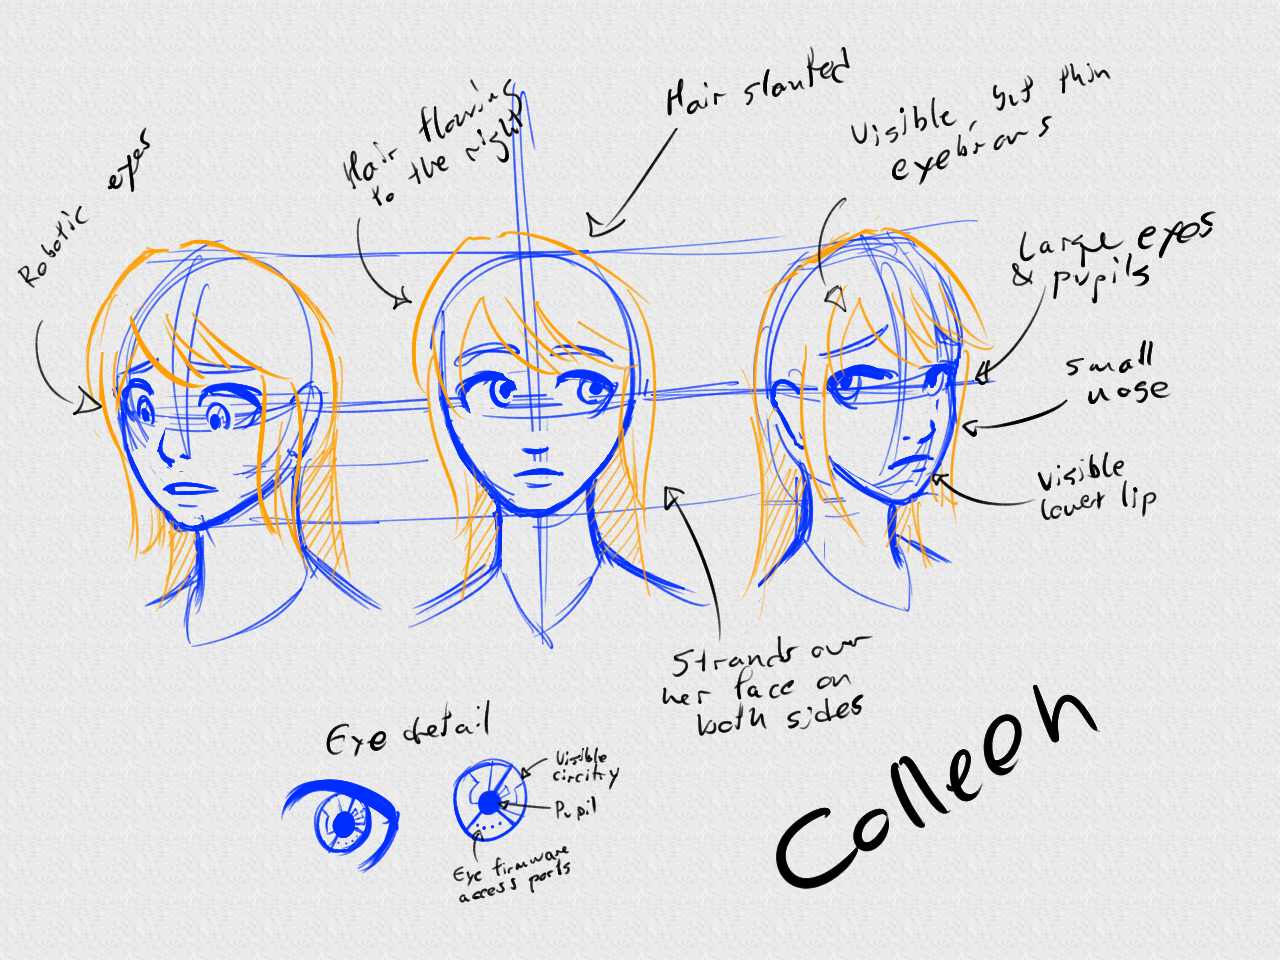 Robotic eyes
Hair flowing
to the right
Hair slanted
Visible, but thin
eyebrows
Large eyes
& pupils
small
nose
visible
lower lip
Strands over
her face on
both sides
Eye detail
Visible
circitry
Pupil
Eye firmware
access ports
Colleen